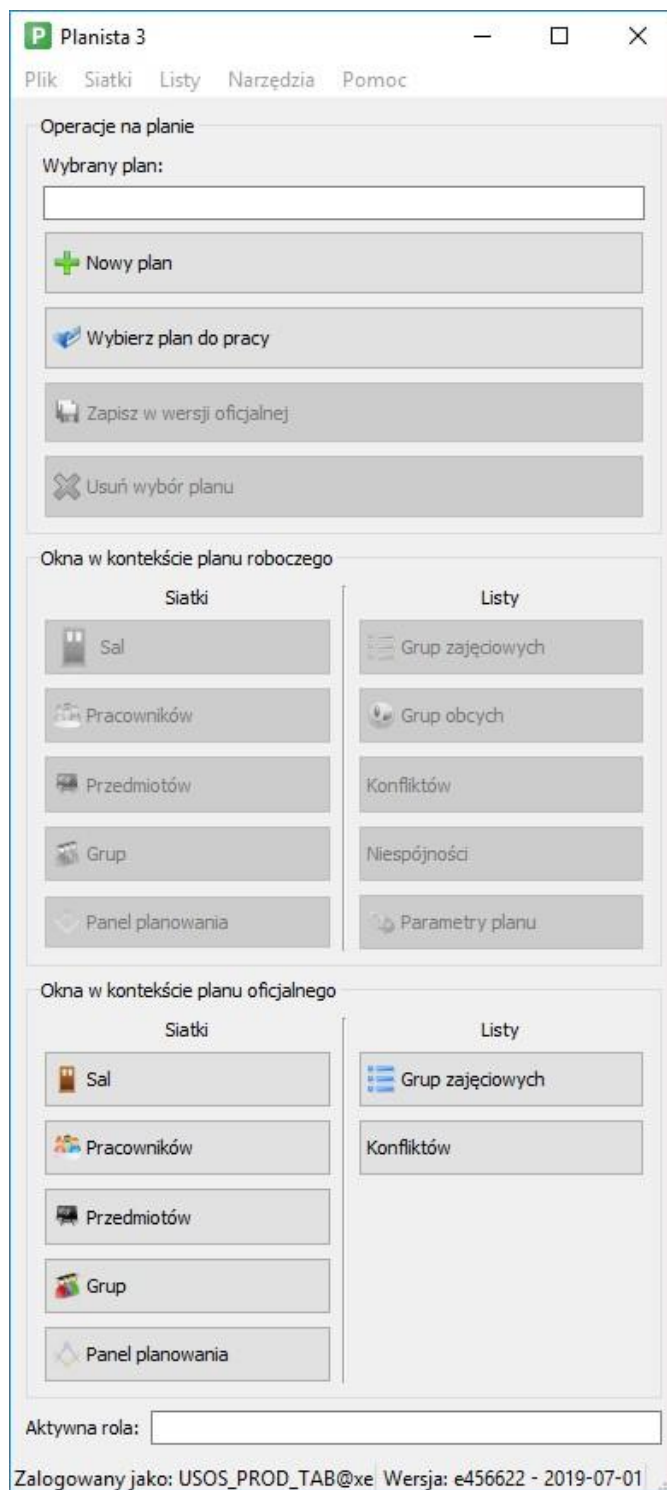 Planista 3
Plik Siatki Listy Narzędzia Pomoc
Operacje na planie
Wybrany plan:
Nowy plan
Wybierz plan do pracy
Zapisz w wersji oficjalnej
Usuń wybór planu
Okna w kontekście planu roboczego
Siatki Listy
Sal Grup zajęciowych
Pracowników Grup obcych
Przedmiotów Konfliktów
Grup Niespójności
Panel planowania Parametry planu
Okna w kontekście planu oficjalnego
Siatki Listy
Sal Grup zajęciowych
Pracowników Konfliktów
Przedmiotów
Grup
Panel planowania
Aktywna rola:
Zalogowany jako: USOS_PROD_TAB@xe Wersja: e456622 - 2019-07-01